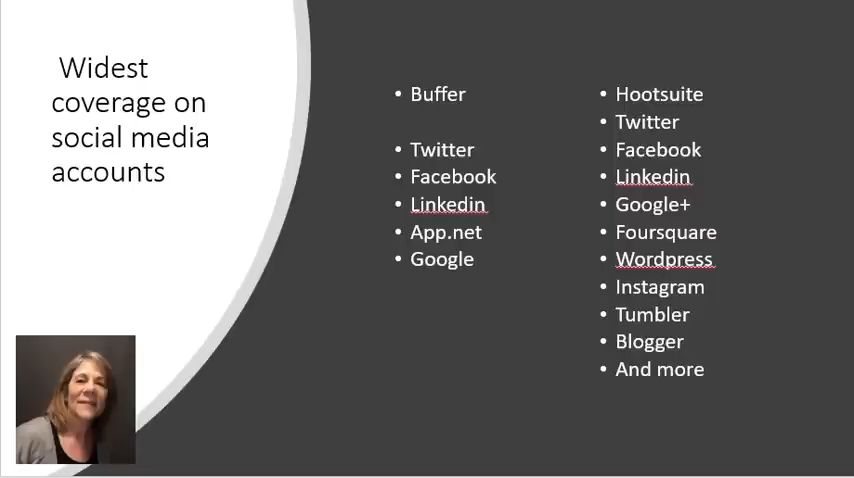 Widest
coverage on
social media
accounts
• Buffer
• Twitter
• Facebook
• Linkedin
• App.net
• Google
• Hootsuite
• Twitter
• Facebook
• Linkedin
• Google+
• Foursquare
• Wordpress
• Instagram
• Tumbler
• Blogger
• And more